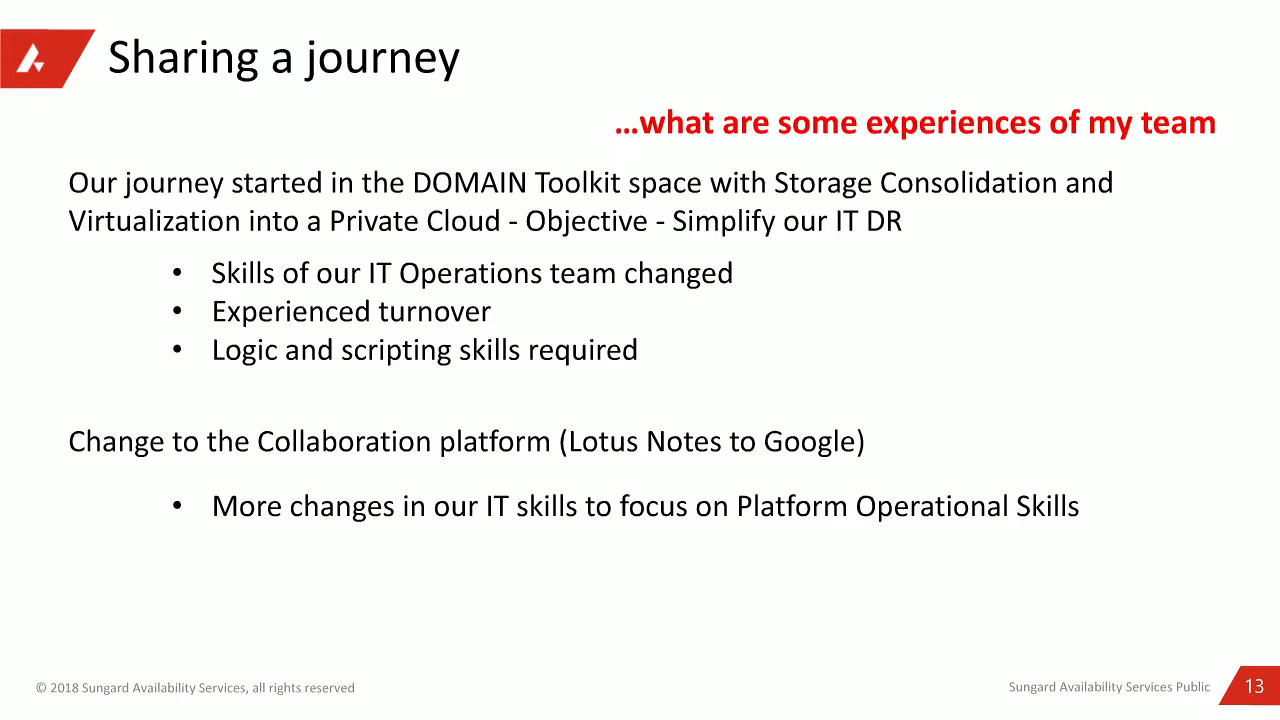 Sharing a journey
…what are some experiences of my team
Our journey started in the DOMAIN Toolkit space with Storage Consolidation and
Virtualization into a Private Cloud - Objective - Simplify our IT DR
• Skills of our IT Operations team changed
• Experienced turnover
• Logic and scripting skills required
Change to the Collaboration platform (Lotus Notes to Google)
• More changes in our IT skills to focus on Platform Operational Skills
© 2018 Sungard Availability Services, all rights reserved
Sungard Availability Services Public
13